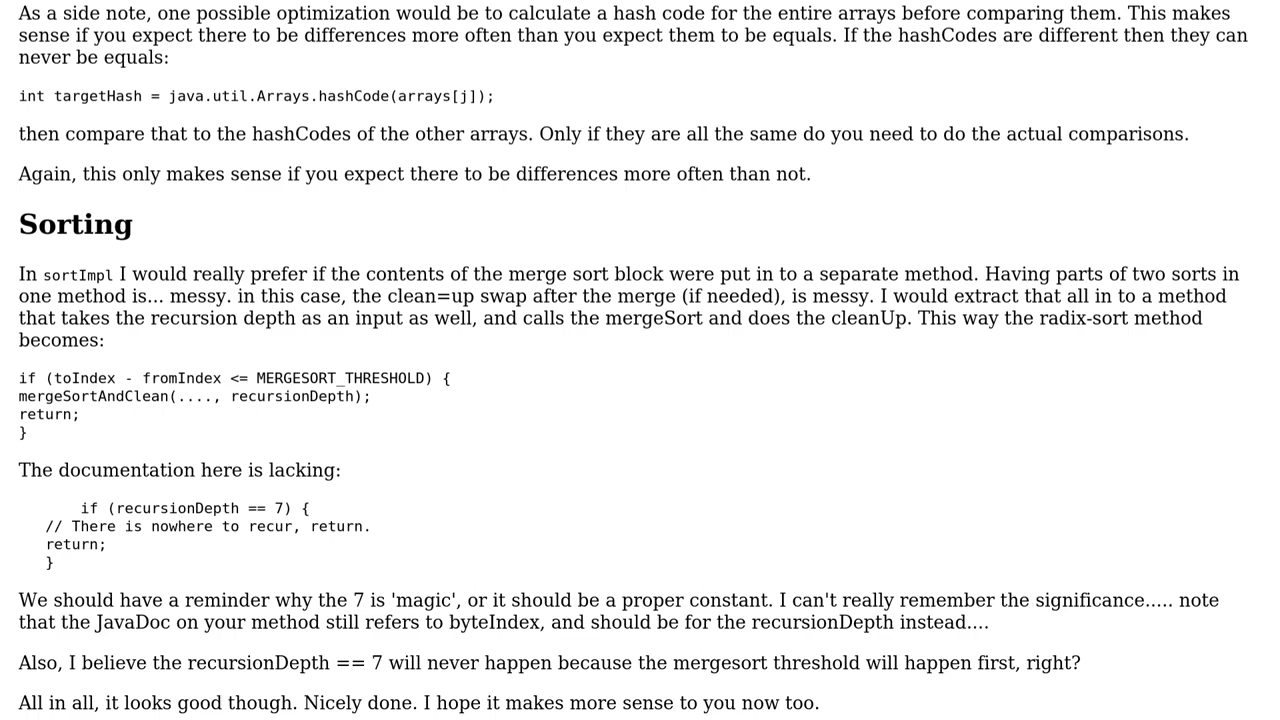 As a side note, one possible optimization would be to calculate a hash code for the entire arrays before comparing them. This makes
sense if you expect there to be differences more often than you expect them to be equals. If the hashCodes are different then they can
never be equals:
int targetHash = java.util.Arrays.hashCode(arrays[j]);
then compare that to the hashCodes of the other arrays. Only if they are all the same do you need to do the actual comparisons.
Again, this only makes sense if you expect there to be differences more often than not.
Sorting
In sortImpl I would really prefer if the contents of the merge sort block were put in to a separate method. Having parts of two sorts in
one method is... messy. in this case, the clean=up swap after the merge (if needed), is messy. I would extract that all in to a method
that takes the recursion depth as an input as well, and calls the mergeSort and does the cleanUp. This way the radix-sort method
becomes:
if (toIndex - fromIndex <= MERGESORT_THRESHOLD) {
mergeSortAndClean(...., recursionDepth);
return;
}
The documentation here is lacking:
if (recursionDepth == 7) {
// There is nowhere to recur, return.
return;
}
We should have a reminder why the 7 is 'magic', or it should be a proper constant. I can't really remember the significance..... note
that the JavaDoc on your method still refers to byteIndex, and should be for the recursionDepth instead....
Also, I believe the recursionDepth == 7 will never happen because the mergesort threshold will happen first, right?
All in all, it looks good though. Nicely done. I hope it makes more sense to you now too.